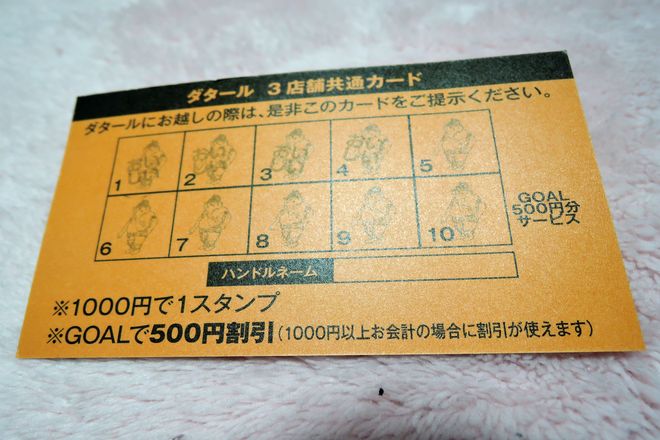 ダタール 3店舗共通カード
ダタールにお越しの際は、是非このカードをご提示ください。
1 2 3 4 5
6 7 8 9 10
GOAL
500円分
サービス
ハンドルネーム
※1000円で1スタンプ
※GOALで500円割引(1000円以上お会計の場合に割引が使えます)